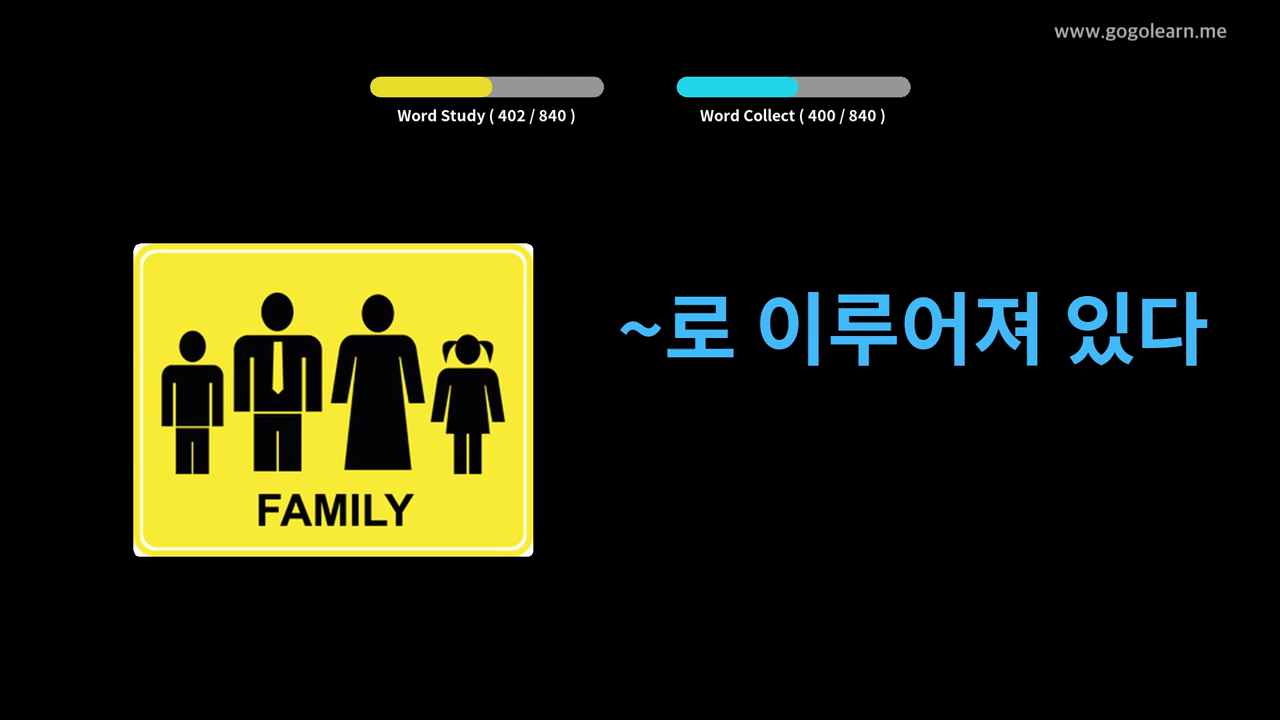 www.gogolearn.me
Word Study ( 402 / 840 )
Word Collect ( 400 / 840 )
~로 이루어져 있다
FAMILY